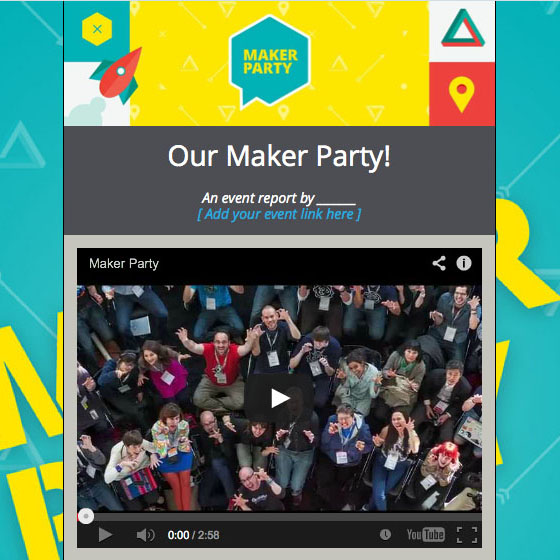 MAKER
PARTY
Our Maker Party!
An event report by ______
[ Add your event link here ]
Maker Party
0:00 / 2:58
YouTube